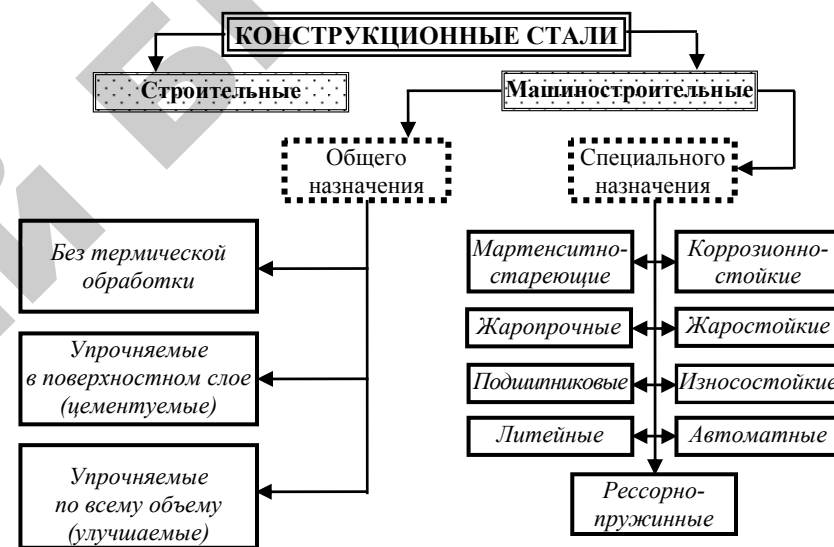 КОНСТРУКЦИОННЫЕ СТАЛИ
Строительные
Машиностроительные
Общего
назначения
Специального
назначения
Без термической
обработки
Упрочняемые
в поверхностном слое
(цементуемые)
Упрочняемые
по всему объему
(улучшаемые)
Мартенситно-
стареющие
Коррозионно-
стойкие
Жаропрочные
Жаростойкие
Подшипниковые
Износостойкие
Литейные
Автоматные
Рессорно-
пружинные